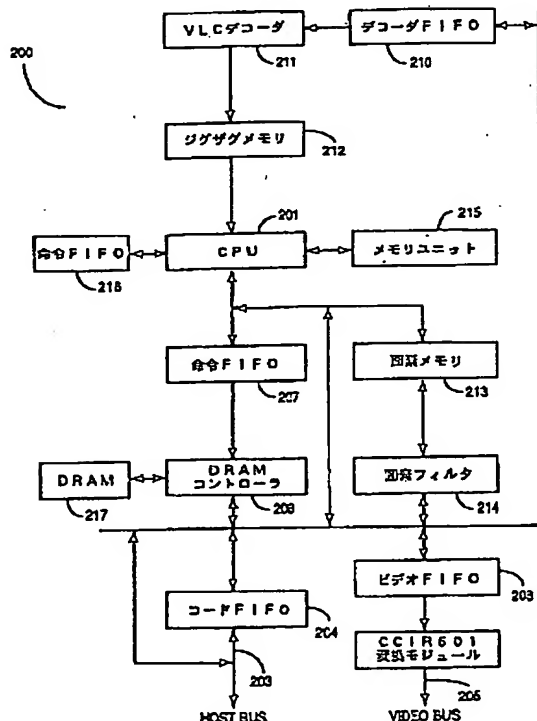 VLCデコーダ
デコーダFIFO
200
211
210
ジグザグメモリ
212
201
215
命令FIFO
CPU
メモリユニット
216
命令FIFO
207
画素メモリ
213
DRAM
217
DRAM
コントローラ
208
画素フィルタ
214
コードFIFO
204
ビデオFIFO
203
CCIR601
変換モジュール
203
205
HOST BUS
VIDEO BUS